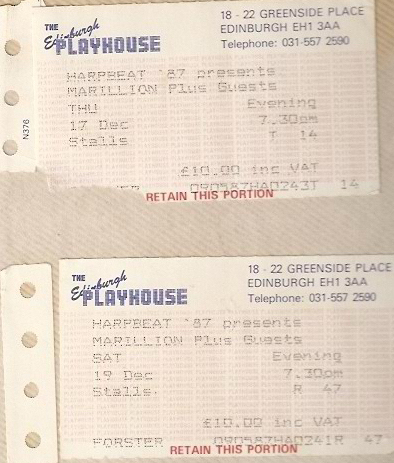 THE
Edinburgh
PLAYHOUSE
18 - 22 GREENSIDE PLACE
EDINBURGH EH1 3AA
Telephone: 031-557 2590
HARPBEAT '87 presents
MARILLION Plus Guests
THU Evening
17 Dec 7.30pm
Stalls T 14
£10.00 inc VAT
090587HA0243T 14
RETAIN THIS PORTION
N376
THE
Edinburgh
PLAYHOUSE
18 - 22 GREENSIDE PLACE
EDINBURGH EH1 3AA
Telephone: 031-557 2590
HARPBEAT '87 presents
MARILLION Plus Guests
SAT Evening
19 Dec 7.30pm
Stalls. R 47
£10.00 inc VAT
FORSTER 090587HA0241R 47
RETAIN THIS PORTION